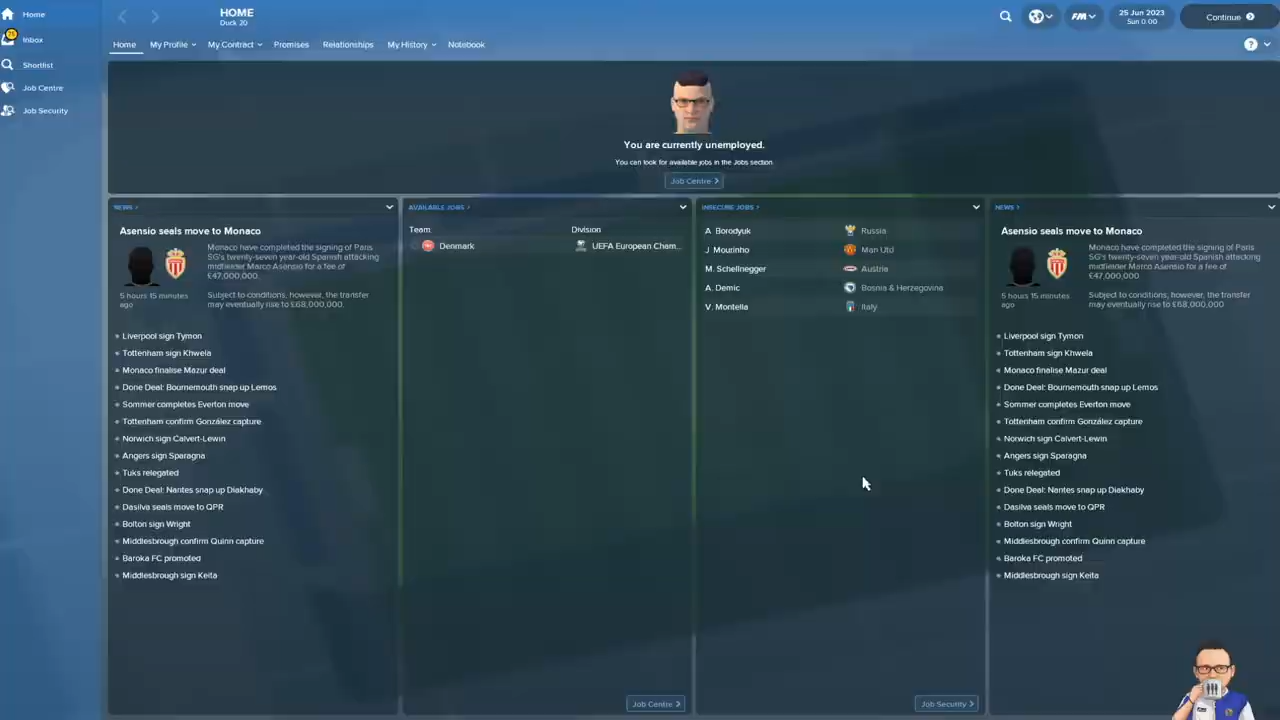 Home
Inbox
Shortlist
Job Centre
Job Security
HOME
Duck 20
FM
25 Jun 2023
Sun 0:00
Continue
Home
My Profile
My Contract
Promises
Relationships
My History
Notebook
?
You are currently unemployed.
You can look for available jobs in the Jobs section.
Job Centre >
NEWS >
Asensio seals move to Monaco
Monaco have completed the signing of Paris
SG's twenty-seven year-old Spanish attacking
midfielder Marco Asensio for a fee of
£47,000,000.
Subject to conditions, however, the transfer
may eventually rise to £68,000,000.
5 hours 15 minutes
ago
Liverpool sign Tymon
Tottenham sign Khwela
Monaco finalise Mazur deal
Done Deal: Bournemouth snap up Lemos
Sommer completes Everton move
Tottenham confirm González capture
Norwich sign Calvert-Lewin
Angers sign Sparagna
Tuks relegated
Done Deal: Nantes snap up Diakhaby
Dasilva seals move to QPR
Bolton sign Wright
Middlesbrough confirm Quinn capture
Baroka FC promoted
Middlesbrough sign Keita
AVAILABLE JOBS >
Team
Division
Denmark
UEFA European Cham...
Job Centre >
INSECURE JOBS >
A Borodyuk
Russia
J Mourinho
Man Utd
M. Schellnegger
Austria
A. Demic
Bosnia & Herzegovina
V. Montella
Italy
Job Security >
NEWS >
Asensio seals move to Monaco
Monaco have completed the signing of Paris
SG's twenty-seven year-old Spanish attacking
midfielder Marco Asensio for a fee of
£47,000,000.
Subject to conditions, however, the transfer
may eventually rise to £68,000,000
5 hours 15 minutes
ago
Liverpool sign Tymon
Tottenham sign Khwela
Monaco finalise Mazur deal
Done Deal: Bournemouth snap up Lemos
Sommer completes Everton move
Tottenham confirm González capture
Norwich sign Calvert-Lewin
Angers sign Sparagna
Tuks relegated
Done Deal: Nantes snap up Diakhaby
Dasilva seals move to QPR
Bolton sign Wright
Middlesbrough confirm Quinn capture
Baroka FC promoted
Middlesbrough sign Keita